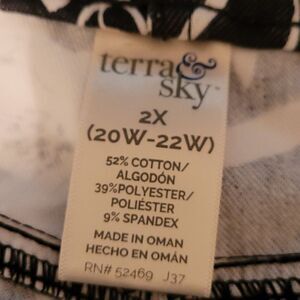 terra &
sky™
2X
(20W-22W)
52% COTTON/
ALGODÓN
39%POLYESTER/
POLIÉSTER
9% SPANDEX
MADE IN OMAN
HECHO EN OMÁN
RN# 52469 J37